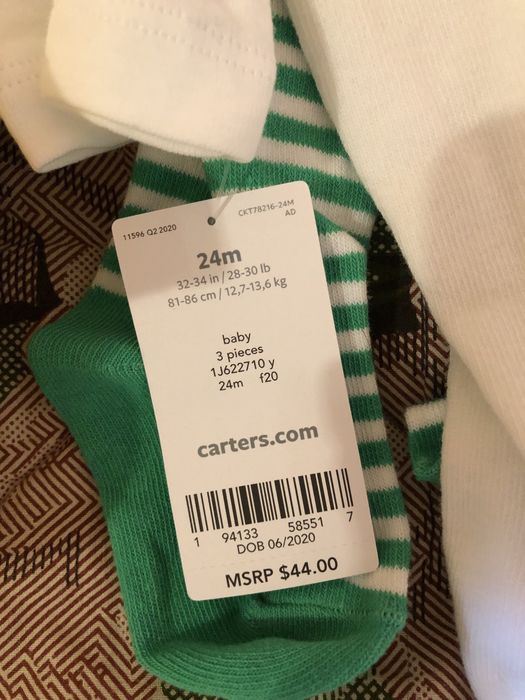 11596 Q2 2020
CKT78216-24M
AD
24m
32-34 in / 28-30 lb
81-86 cm / 12,7-13,6 kg
baby
3 pieces
1J622710 y
24m f20
carters.com
1 94133 58551 7
DOB 06/2020
MSRP $44.00